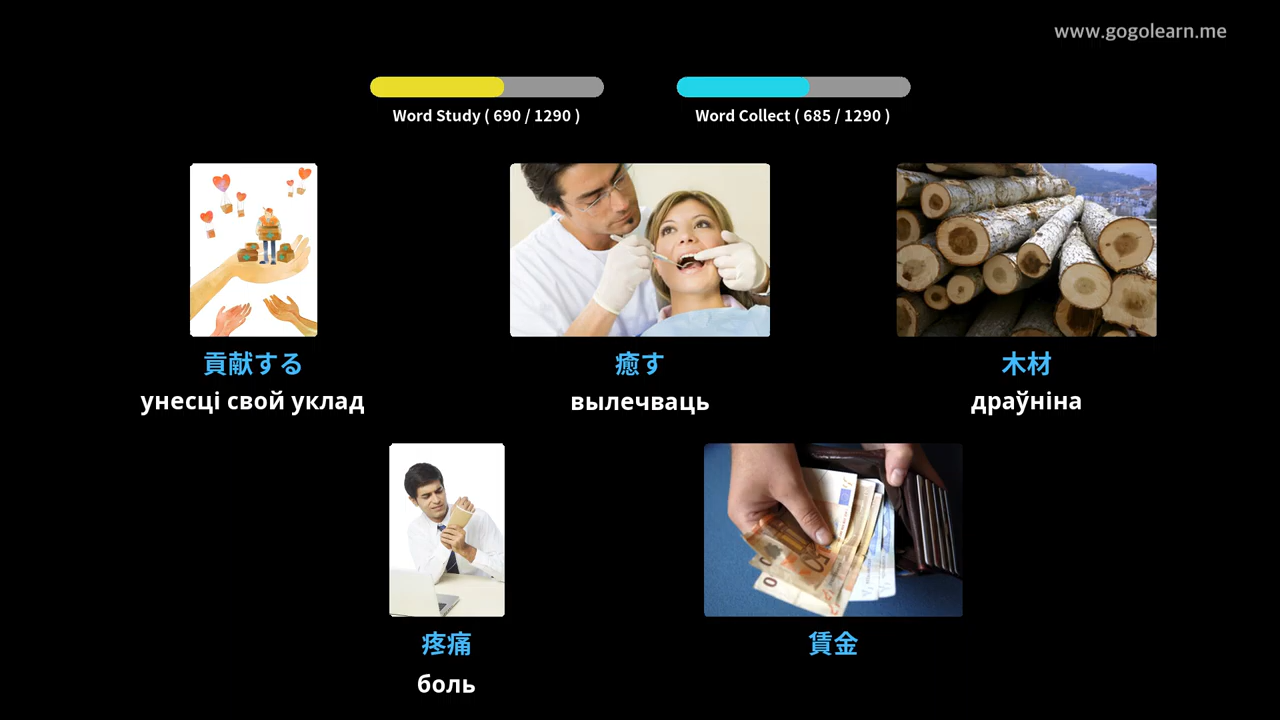 www.gogolearn.me
Word Study ( 690 / 1290 )
Word Collect ( 685 / 1290 )
貢献する
унесці свой уклад
癒す
вылечваць
木材
драўніна
疼痛
боль
賃金